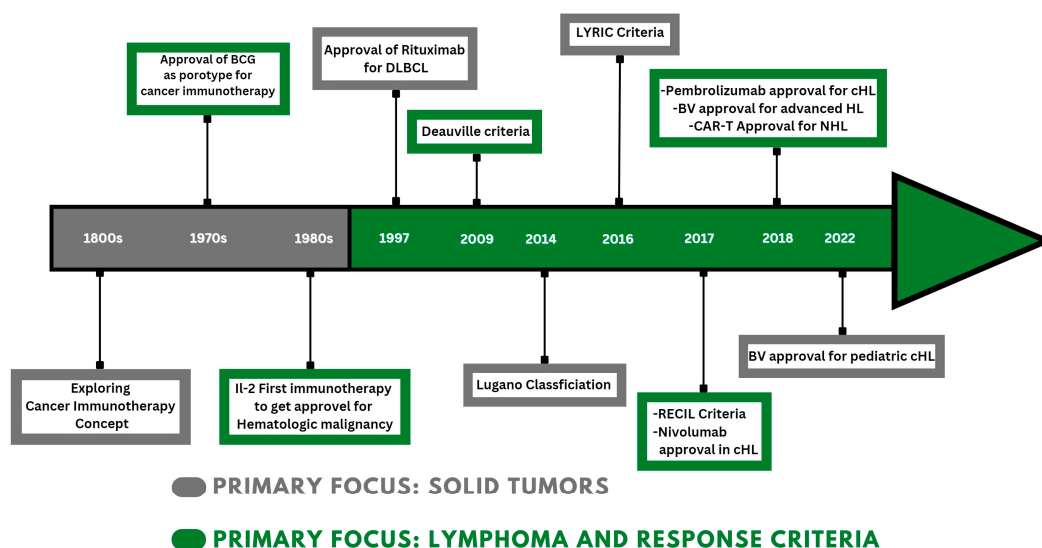 Approval of BCG
as porotype for
cancer immunotherapy
Approval of Rituximab
for DLBCL
Deauville criteria
LYRIC Criteria
-Pembrolizumab approval for cHL
-BV approval for advanced HL
-CAR-T Approval for NHL
1800s
1970s
1980s
1997
2009
2014
2016
2017
2018
2022
Exploring
Cancer Immunotherapy
Concept
Il-2 First immunotherapy
to get approvel for
Hematologic malignancy
Lugano Classficiation
-RECIL Criteria
-Nivolumab
approval in cHL
BV approval for pediatric cHL
PRIMARY FOCUS: SOLID TUMORS
PRIMARY FOCUS: LYMPHOMA AND RESPONSE CRITERIA